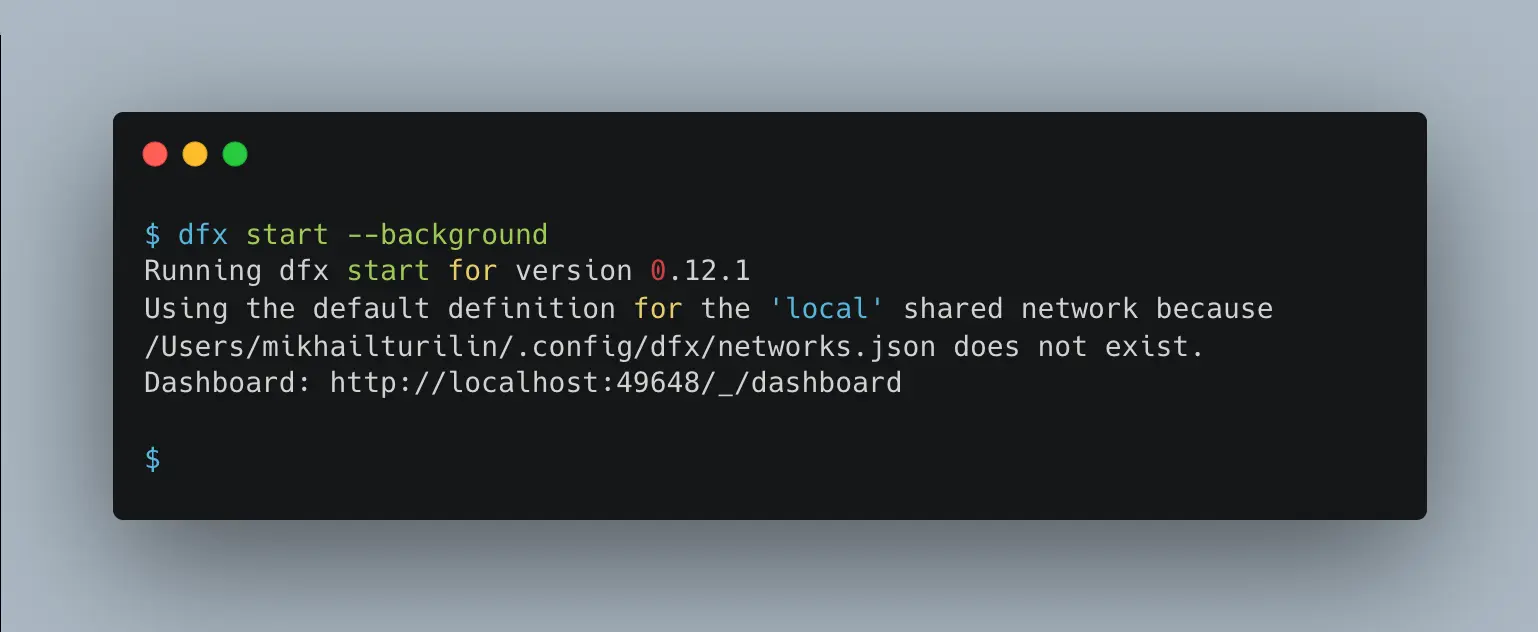 $ dfx start --background
Running dfx start for version 0.12.1
Using the default definition for the 'local' shared network because
/Users/mikhailturilin/.config/dfx/networks.json does not exist.
Dashboard: http://localhost:49648/_/dashboard
$